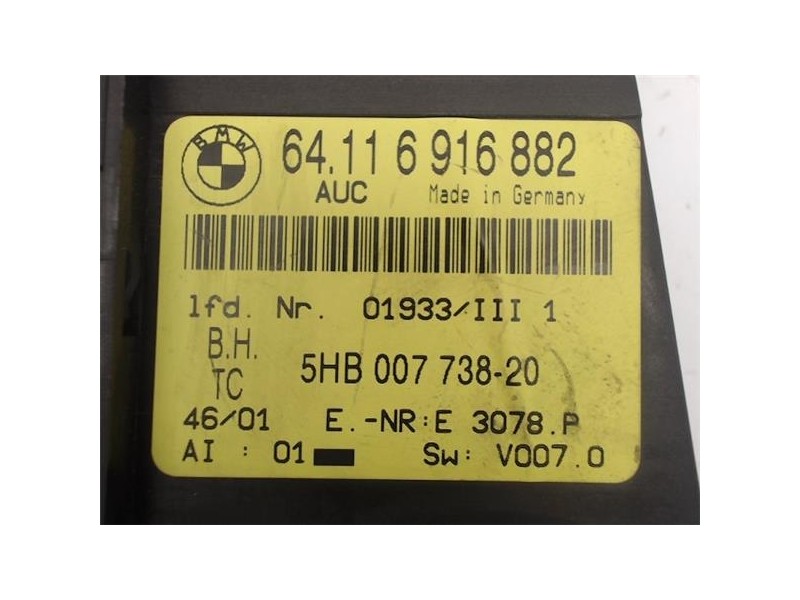 BMW
64.11 6 916 882
AUC Made in Germany
lfd. Nr. 01933/III 1
B.H.
TC 5HB 007 738-20
46/01 E.-NR:E 3078.P
AI : 01 Sw: V007.0